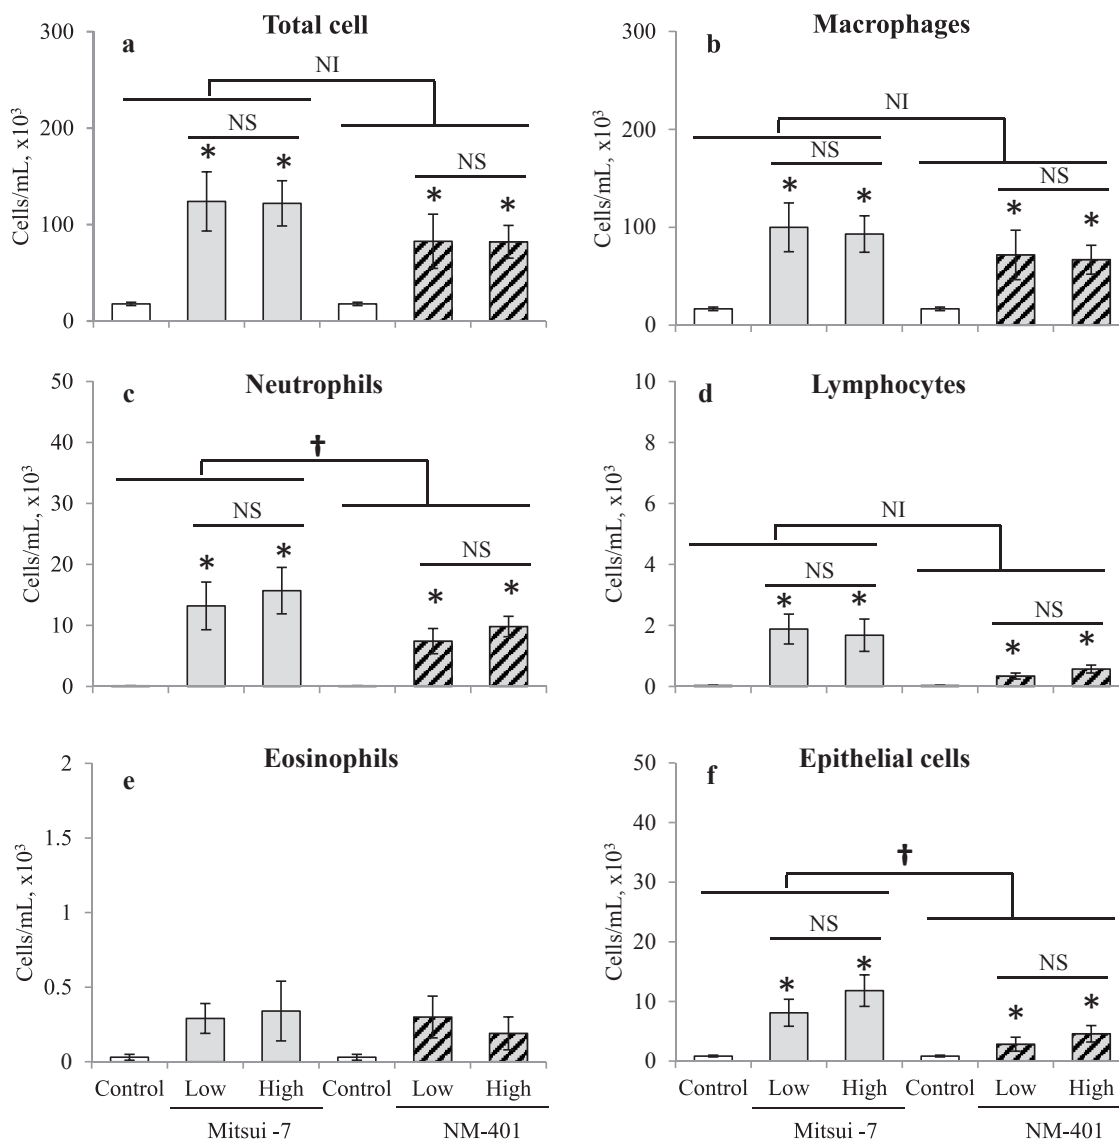 Total cell
a
300
200
100
0
Cells/mL, x10³
NI
NS
* *
NS
* *
Macrophages
b
300
200
100
0
Cells/mL, x10³
NI
NS
* *
NS
* *
Neutrophils
c
50
40
30
20
10
0
Cells/mL, x10³
†
NS
* *
NS
* *
Lymphocytes
d
10
8
6
4
2
0
Cells/mL, x10³
NI
NS
* *
NS
* *
Eosinophils
e
2
1.5
1
0.5
0
Cells/mL, x10³
Control Low High Control Low High
Mitsui -7 NM-401
Epithelial cells
f
50
40
30
20
10
0
Cells/mL, x10³
†
NS
* *
NS
* *
Control Low High Control Low High
Mitsui -7 NM-401